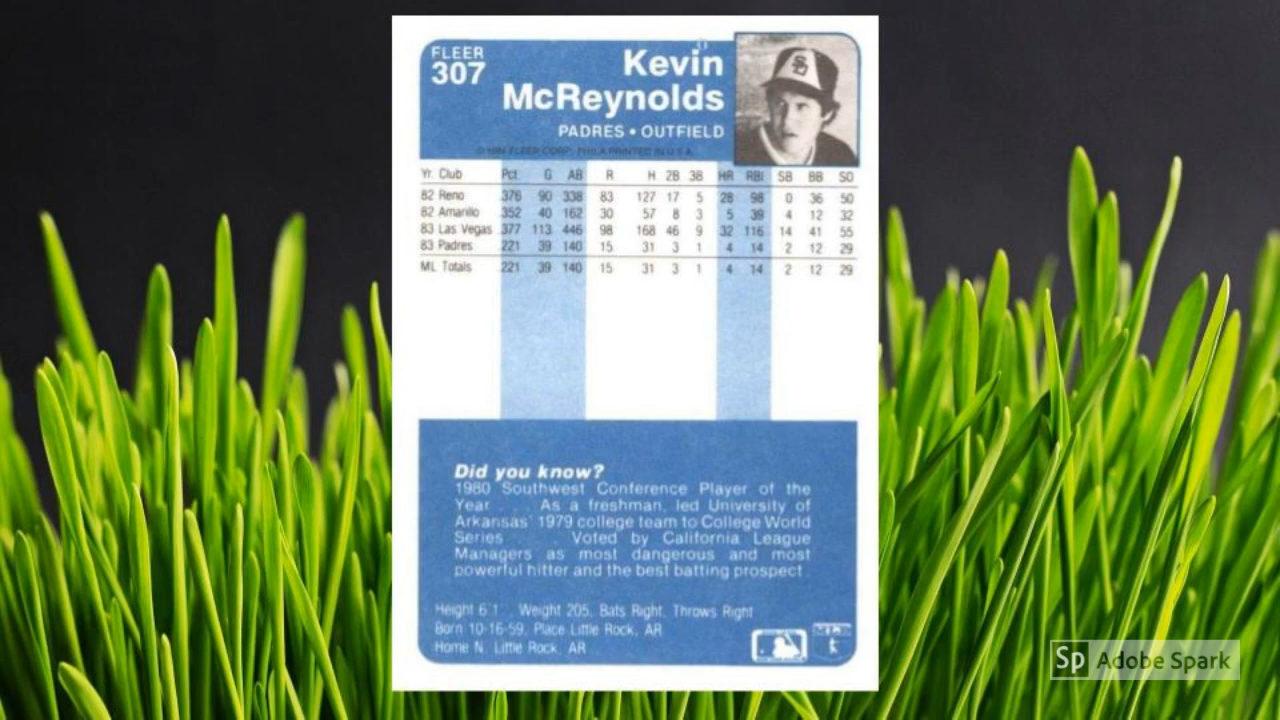 FLEER
307
Kevin
McReynolds
PADRES • OUTFIELD
© 1984 FLEER CORP. PHILA PRINTED IN U.S.A.
Yr. Club Pct. G AB R H 2B 3B HR RBI SB BB SO
82 Reno .376 90 338 83 127 17 5 28 98 0 36 50
82 Amarillo .352 40 162 30 57 8 3 5 39 4 12 32
83 Las Vegas .377 113 446 98 168 46 9 32 116 14 41 55
83 Padres .221 39 140 15 31 3 1 4 14 2 12 29
ML Totals .221 39 140 15 31 3 1 4 14 2 12 29
Did you know?
1980 Southwest Conference Player of the
Year . . . As a freshman, led University of
Arkansas' 1979 college team to College World
Series . . . Voted by California League
Managers as most dangerous and most
powerful hitter and the best batting prospect.
Height 6'1", Weight 205, Bats Right, Throws Right
Born 10-16-59, Place Little Rock, AR
Home N. Little Rock, AR
Sp Adobe Spark